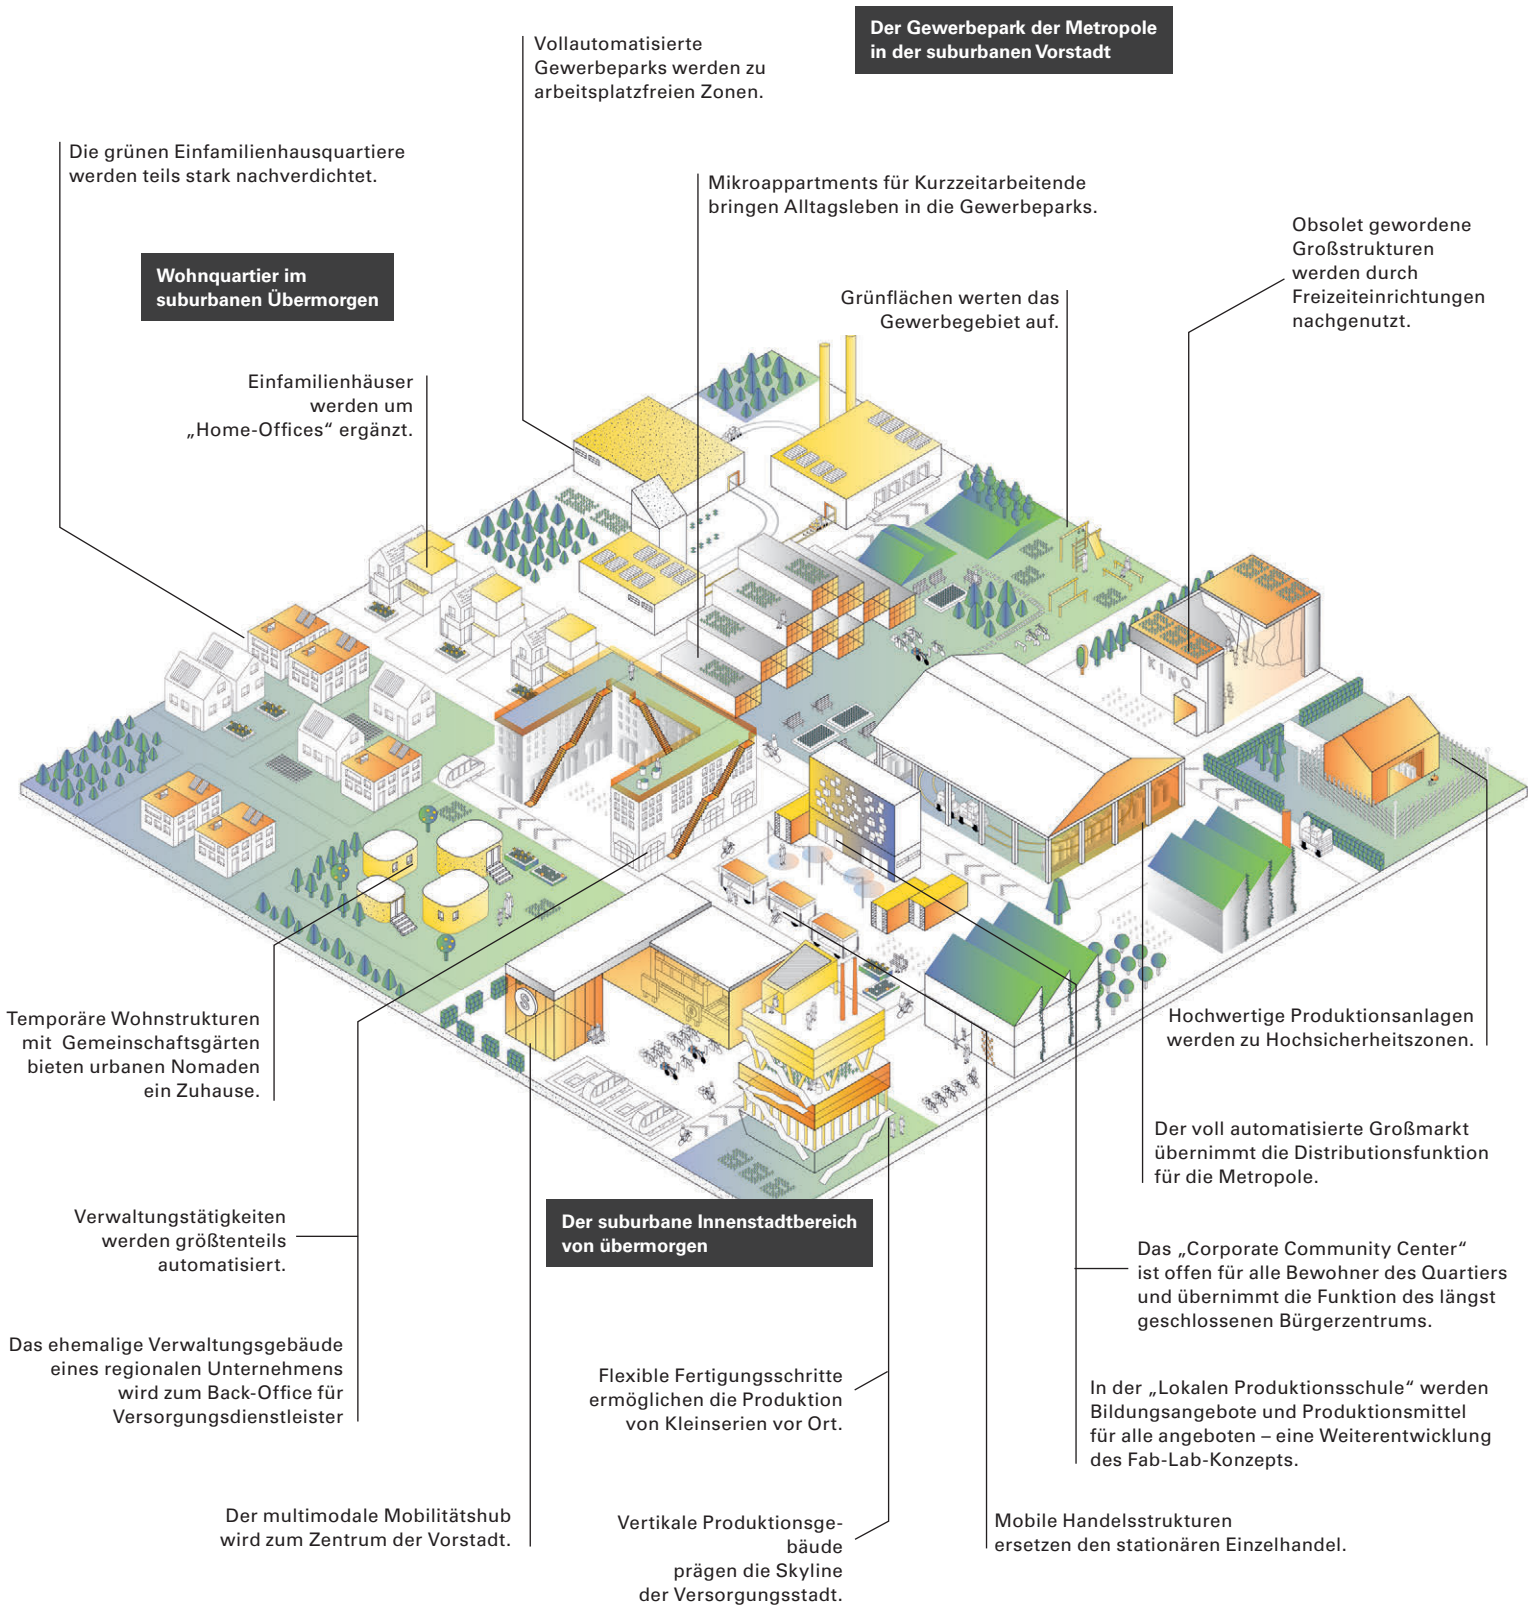 Der Gewerbepark der Metropole
in der suburbanen Vorstadt
Vollautomatisierte
Gewerbeparks werden zu
arbeitsplatzfreien Zonen.
Die grünen Einfamilienhausquartiere
werden teils stark nachverdichtet.
Mikroappartments für Kurzzeitarbeitende
bringen Alltagsleben in die Gewerbeparks.
Obsolet gewordene
Großstrukturen
werden durch
Freizeiteinrichtungen
nachgenutzt.
Wohnquartier im
suburbanen Übermorgen
Grünflächen werten das
Gewerbegebiet auf.
Einfamilienhäuser
werden um
„Home-Offices“ ergänzt.
KINO
S
Temporäre Wohnstrukturen
mit Gemeinschaftsgärten
bieten urbanen Nomaden
ein Zuhause.
Hochwertige Produktionsanlagen
werden zu Hochsicherheitszonen.
Der voll automatisierte Großmarkt
übernimmt die Distributionsfunktion
für die Metropole.
Verwaltungstätigkeiten
werden größtenteils
automatisiert.
Der suburbane Innenstadtbereich
von übermorgen
Das „Corporate Community Center“
ist offen für alle Bewohner des Quartiers
und übernimmt die Funktion des längst
geschlossenen Bürgerzentrums.
Das ehemalige Verwaltungsgebäude
eines regionalen Unternehmens
wird zum Back-Office für
Versorgungsdienstleister
Flexible Fertigungsschritte
ermöglichen die Produktion
von Kleinserien vor Ort.
In der „Lokalen Produktionsschule“ werden
Bildungsangebote und Produktionsmittel
für alle angeboten – eine Weiterentwicklung
des Fab-Lab-Konzepts.
Der multimodale Mobilitätshub
wird zum Zentrum der Vorstadt.
Vertikale Produktionsge-
bäude
prägen die Skyline
der Versorgungsstadt.
Mobile Handelsstrukturen
ersetzen den stationären Einzelhandel.